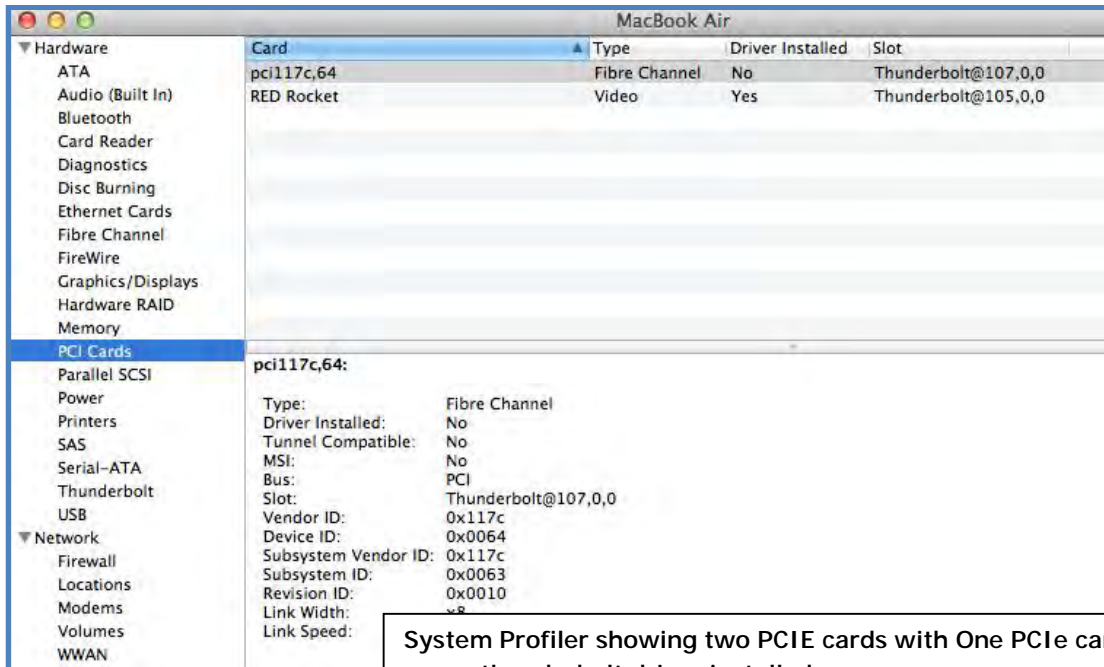 MacBook Air
Hardware
ATA
Audio (Built In)
Bluetooth
Card Reader
Diagnostics
Disc Burning
Ethernet Cards
Fibre Channel
FireWire
Graphics/Displays
Hardware RAID
Memory
PCI Cards
Parallel SCSI
Power
Printers
SAS
Serial-ATA
Thunderbolt
USB
Network
Firewall
Locations
Modems
Volumes
WWAN
Card Type Driver Installed Slot
pci117c,64 Fibre Channel No Thunderbolt@107,0,0
RED Rocket Video Yes Thunderbolt@105,0,0
pci117c,64:
Type: Fibre Channel
Driver Installed: No
Tunnel Compatible: No
MSI: No
Bus: PCI
Slot: Thunderbolt@107,0,0
Vendor ID: 0x117c
Device ID: 0x0064
Subsystem Vendor ID: 0x117c
Subsystem ID: 0x0063
Revision ID: 0x0010
Link Width: x8
Link Speed:
System Profiler showing two PCIE cards with One PCIe